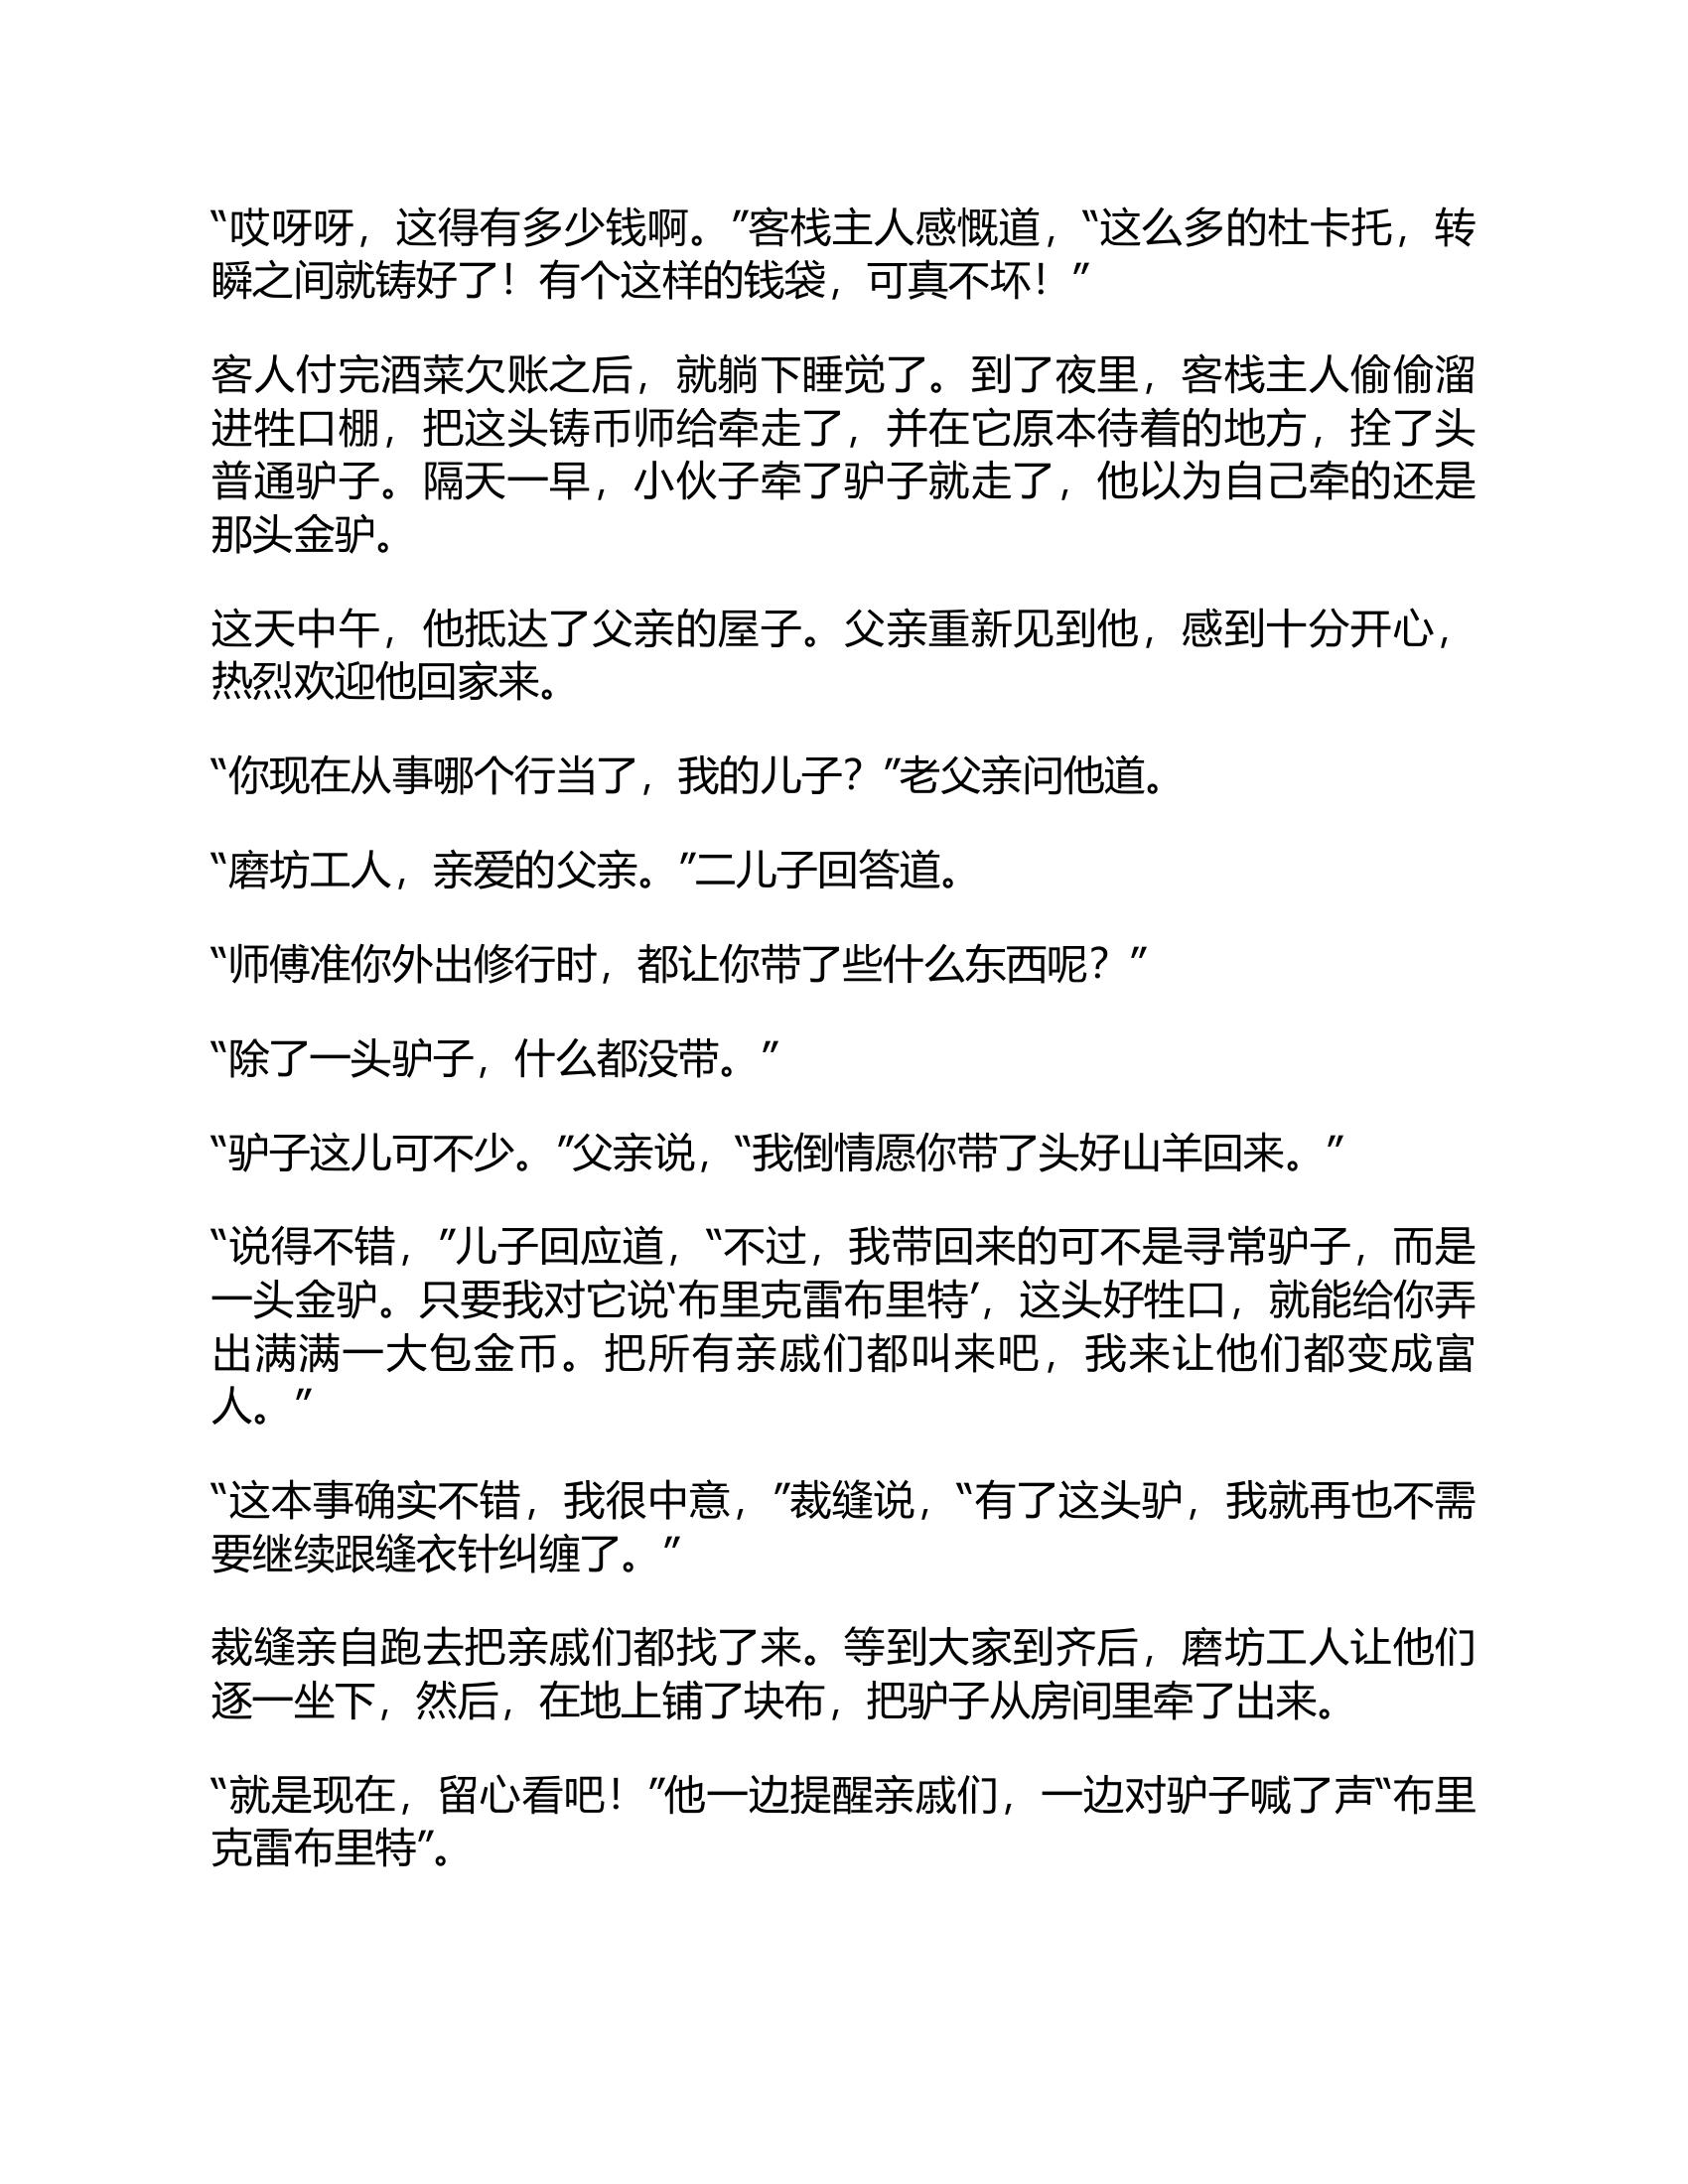 “哎呀呀，这得有多少钱啊。”客栈主人感慨道，“这么多的杜卡托，转
瞬之间就铸好了！有个这样的钱袋，可真不坏！”
客人付完酒菜欠账之后，就躺下睡觉了。到了夜里，客栈主人偷偷溜
进牲口棚，把这头铸币师给牵走了，并在它原本待着的地方，拴了头
普通驴子。隔天一早，小伙子牵了驴子就走了，他以为自己牵的还是
那头金驴。
这天中午，他抵达了父亲的屋子。父亲重新见到他，感到十分开心，
热烈欢迎他回家来。
“你现在从事哪个行当了，我的儿子？”老父亲问他道。
“磨坊工人，亲爱的父亲。”二儿子回答道。
“师傅准你外出修行时，都让你带了些什么东西呢？”
“除了一头驴子，什么都没带。”
“驴子这儿可不少。”父亲说，“我倒情愿你带了头好山羊回来。”
“说得不错，”儿子回应道，“不过，我带回来的可不是寻常驴子，而是
一头金驴。只要我对它说‘布里克雷布里特’，这头好牲口，就能给你弄
出满满一大包金币。把所有亲戚们都叫来吧，我来让他们都变成富
人。”
“这本事确实不错，我很中意，”裁缝说，“有了这头驴，我就再也不需
要继续跟缝衣针纠缠了。”
裁缝亲自跑去把亲戚们都找了来。等到大家到齐后，磨坊工人让他们
逐一坐下，然后，在地上铺了块布，把驴子从房间里牵了出来。
“就是现在，留心看吧！”他一边提醒亲戚们，一边对驴子喊了声“布里
克雷布里特”。